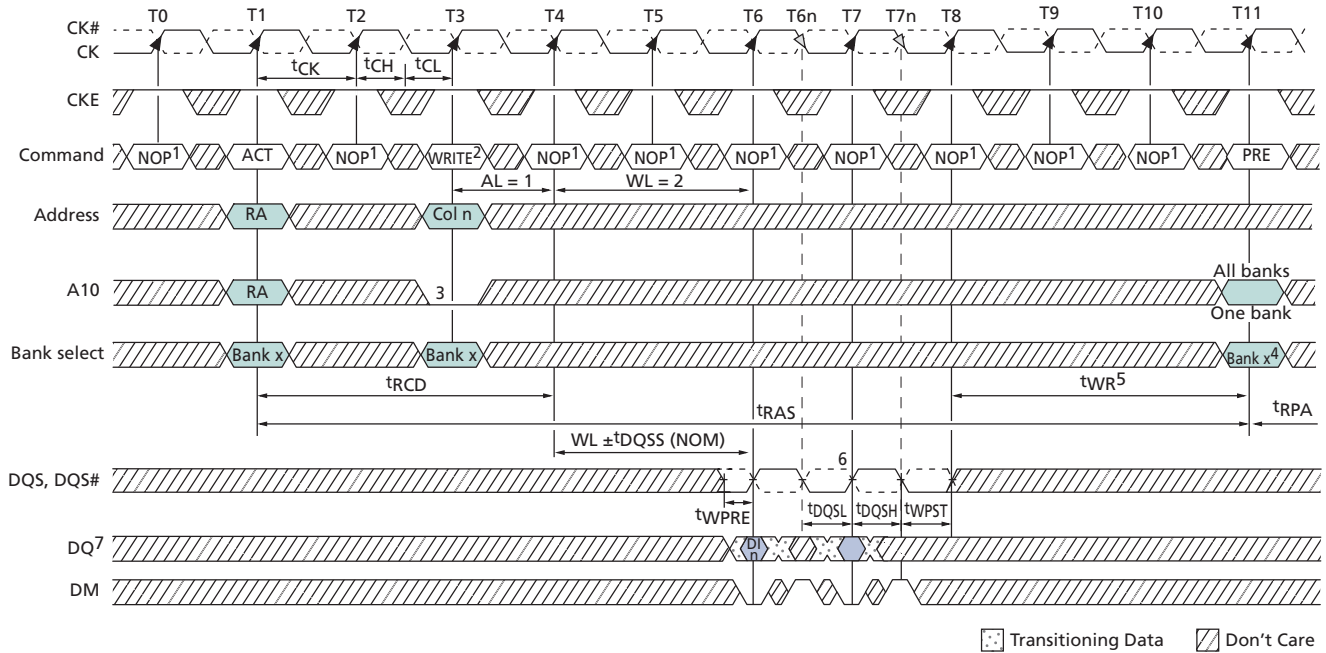 T0 T1 T2 T3 T4 T5 T6 T6n T7 T7n T8 T9 T10 T11
CK#
CK
tCK tCH tCL
CKE
Command NOP1 ACT NOP1 WRITE2 NOP1 NOP1 NOP1 NOP1 NOP1 NOP1 NOP1 PRE
AL = 1 WL = 2
Address RA Col n
All banks
A10 RA 3
One bank
Bank select Bank x Bank x Bank x4
tRCD tWR5
tRAS tRPA
WL ±tDQSS (NOM)
6
DQS, DQS#
tWPRE tDQSL tDQSH tWPST
DQ7 DI
n
DM
Transitioning Data Don't Care